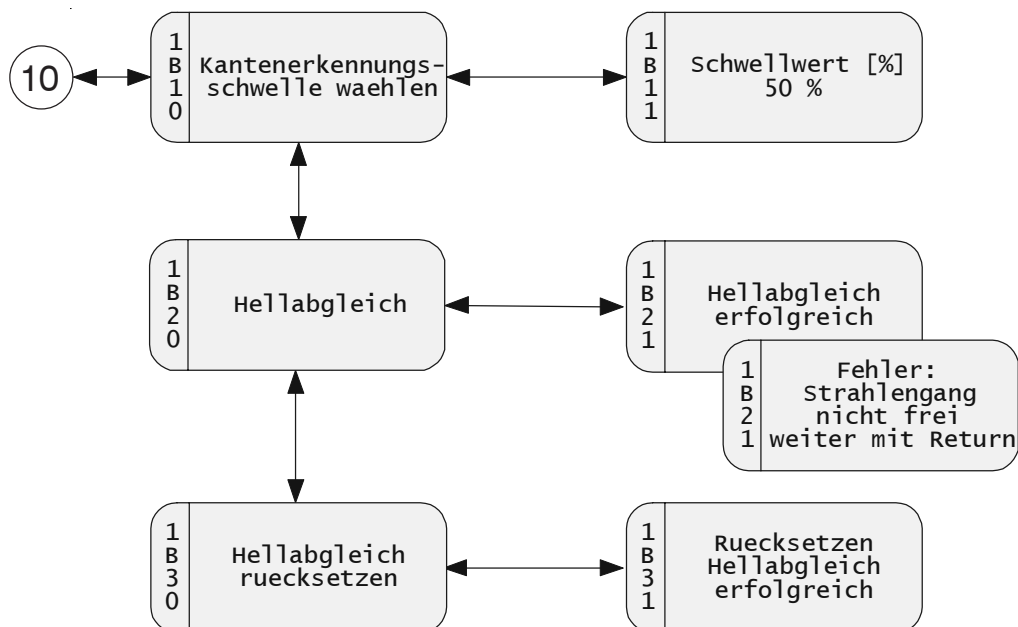 10
1
B
1
0
Kantenerkennungs-
schwelle waehlen
1
B
1
1
Schwellwert [%]
50 %
1
B
2
0
Hellabgleich
1
B
2
1
Hellabgleich
erfolgreich
1
B
2
1
Fehler:
Strahlengang
nicht frei
weiter mit Return
1
B
3
0
Hellabgleich
ruecksetzen
1
B
3
1
Ruecksetzen
Hellabgleich
erfolgreich